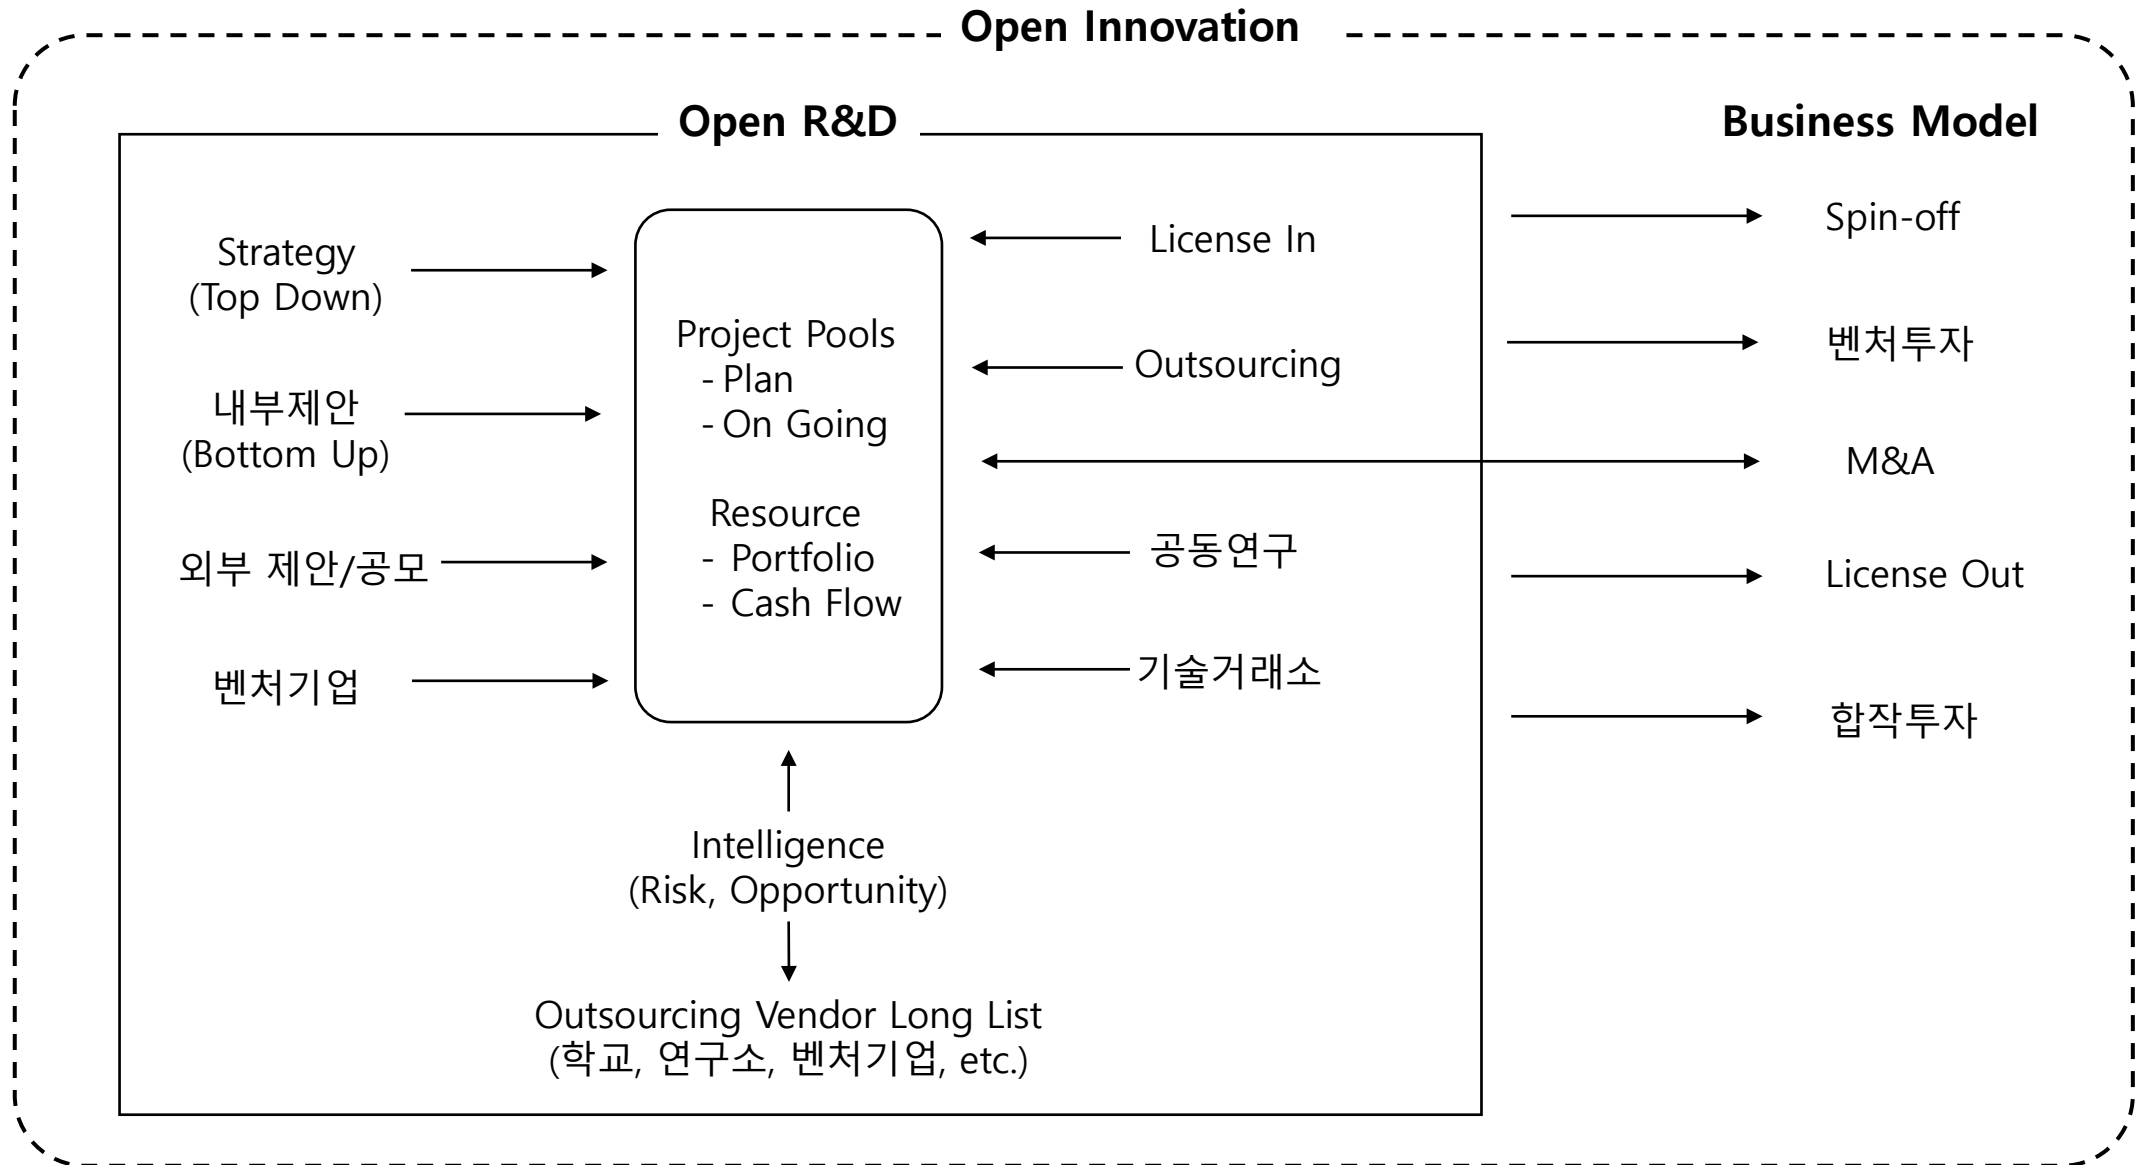 Open Innovation
Open R&D
Business Model
Strategy
(Top Down)
내부제안
(Bottom Up)
외부 제안/공모
벤처기업
Project Pools
- Plan
- On Going
Resource
- Portfolio
- Cash Flow
License In
Outsourcing
공동연구
기술거래소
Spin-off
벤처투자
M&A
License Out
합작투자
Intelligence
(Risk, Opportunity)
Outsourcing Vendor Long List
(학교, 연구소, 벤처기업, etc.)